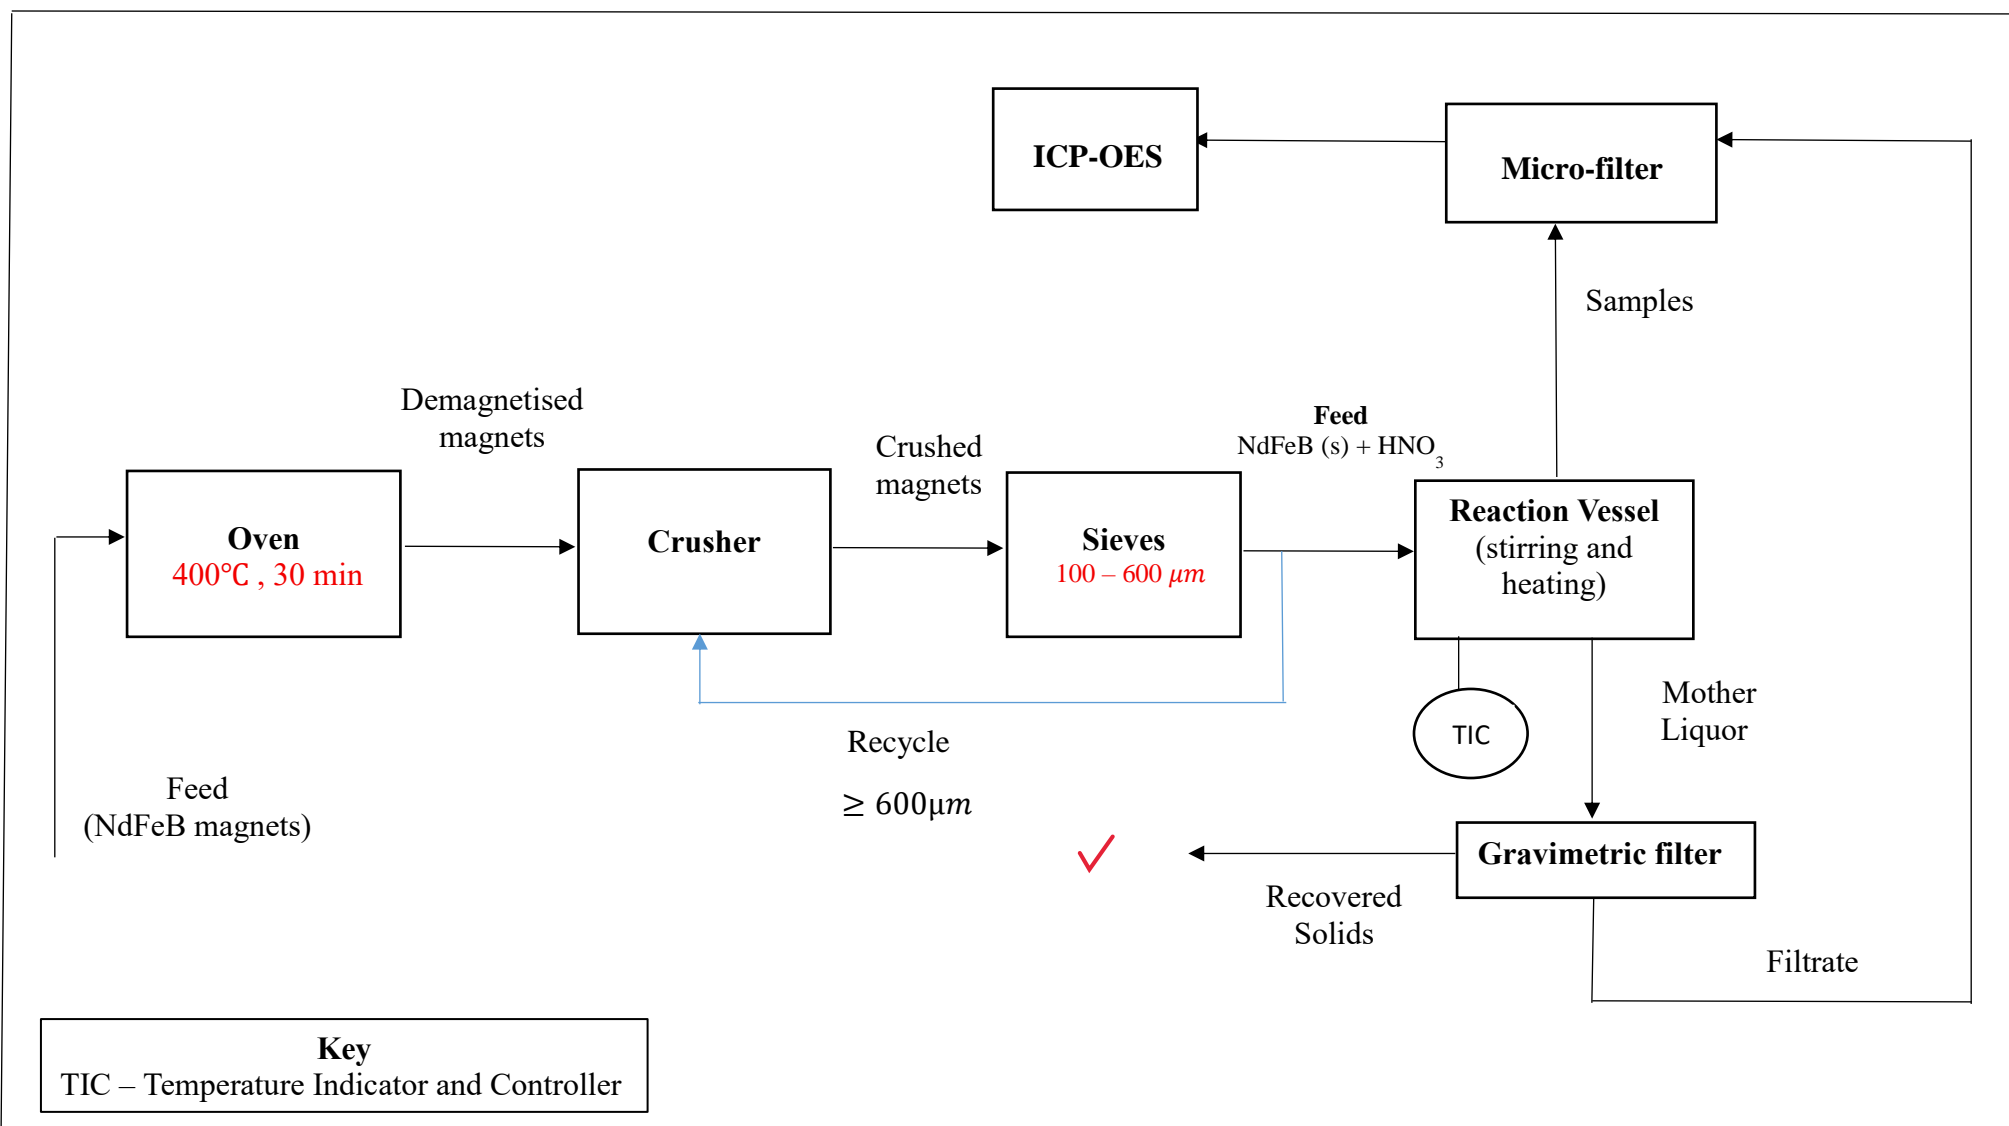 ICP-OES
Micro-filter
Samples
Demagnetised
magnets
Crushed
magnets
Feed
NdFeB (s) + HNO₃
Oven
400℃ , 30 min
Crusher
Sieves
100 – 600 μm
Reaction Vessel
(stirring and
heating)
TIC
Mother
Liquor
Recycle
≥ 600μm
Feed
(NdFeB magnets)
Gravimetric filter
Recovered
Solids
Filtrate
Key
TIC – Temperature Indicator and Controller